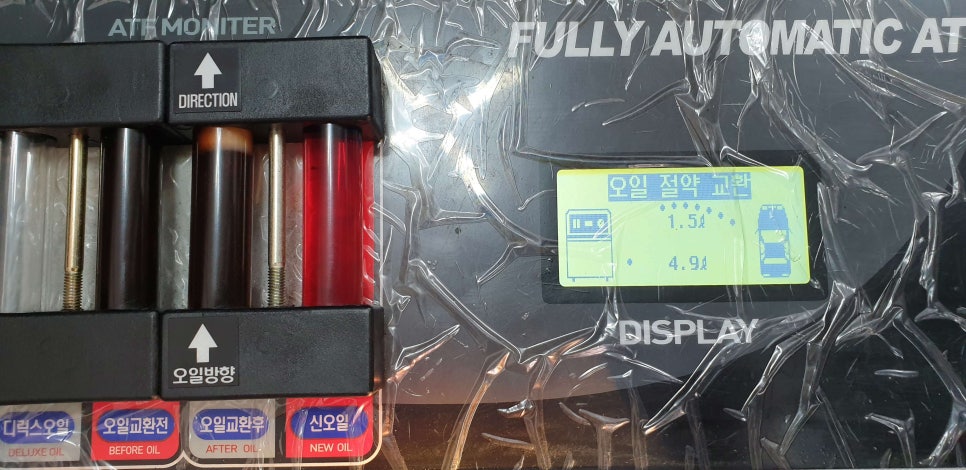 ATF MONITER
FULLY AUTOMATIC AT
DIRECTION
오일 절약 교환
1.5ℓ
4.9ℓ
DISPLAY
오일방향
디럭스오일
DELUXE OIL
오일교환전
BEFORE OIL
오일교환후
AFTER OIL
신오일
NEW OIL